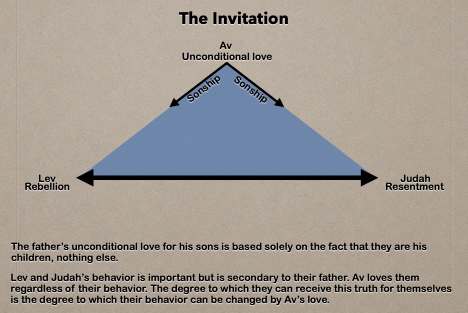 The Invitation
Av
Unconditional love
Sonship
Sonship
Lev
Rebellion
Judah
Resentment
The father's unconditional love for his sons is based solely on the fact that they are his
children, nothing else.
Lev and Judah's behavior is important but is secondary to their father. Av loves them
regardless of their behavior. The degree to which they can receive this truth for themselves
is the degree to which their behavior can be changed by Av's love.